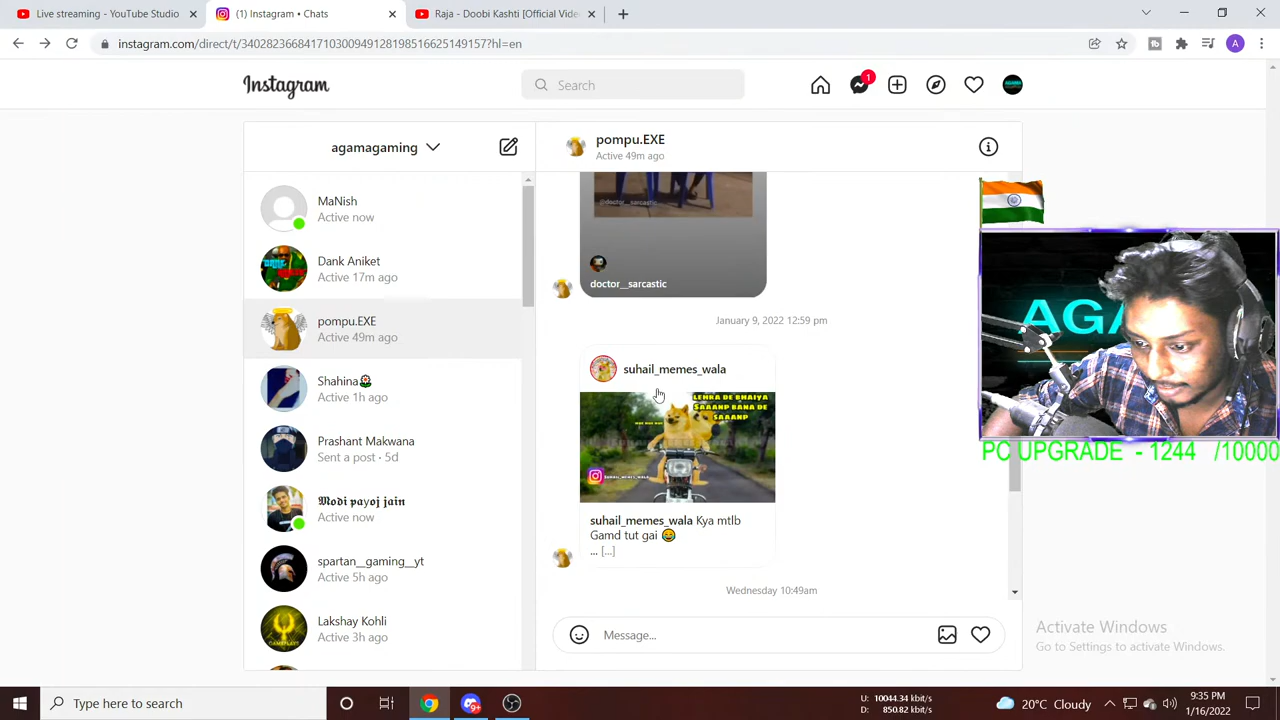 Live streaming - YouTube Studio
(1) Instagram • Chats
Raja - Doobi Kashti [Official Vide
instagram.com/direct/t/340282366841710300949128198516625149157?hl=en
Instagram
Search
1
agamagaming
pompu.EXE
Active 49m ago
MaNish
Active now
Dank Aniket
Active 17m ago
pompu.EXE
Active 49m ago
Shahina🌹
Active 1h ago
Prashant Makwana
Sent a post · 5d
𝕸𝖔𝖉𝖎 𝖕𝖆𝖞𝖔𝖏 𝖏𝖆𝖎𝖓
Active now
spartan__gaming__yt
Active 5h ago
Lakshay Kohli
Active 3h ago
@doctor_sarcastic
doctor__sarcastic
January 9, 2022 12:59 pm
suhail_memes_wala
LEHRA DE BHAIYA
SAAANP BANA DE
SAAANP
SUHAIL_MEMES_WALA
suhail_memes_wala Kya mtlb
Gamd tut gai 😂
... [...]
Wednesday 10:49am
Message...
AGA
PC UPGRADE - 1244 /10000
Activate Windows
Go to Settings to activate Windows.
Type here to search
U: 10044.34 kbit/s
D: 850.82 kbit/s
20°C Cloudy
9:35 PM
1/16/2022